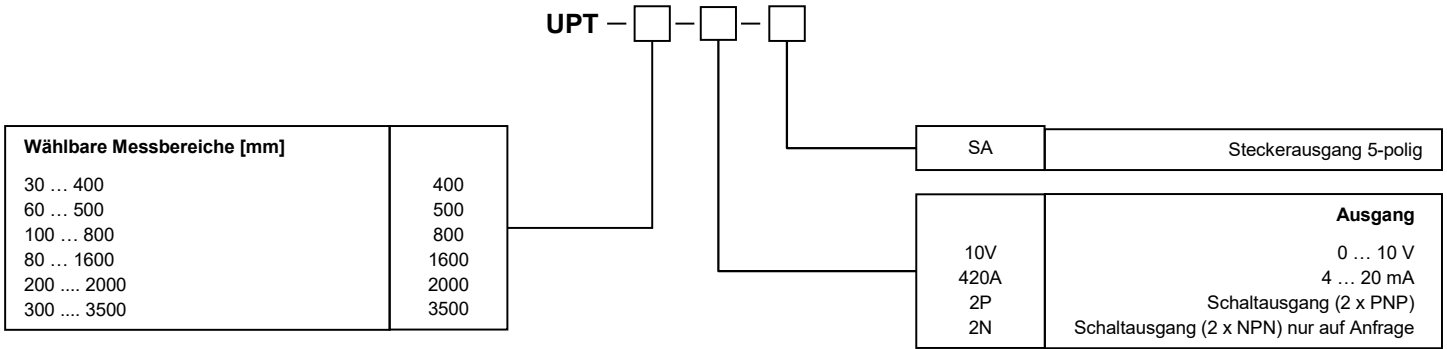 UPT – –  –
Wählbare Messbereiche [mm]
30 … 400 400
60 … 500 500
100 … 800 800
80 … 1600 1600
200 .... 2000 2000
300 .... 3500 3500
SA Steckerausgang 5-polig
Ausgang
10V 0 … 10 V
420A 4 … 20 mA
2P Schaltausgang (2 x PNP)
2N Schaltausgang (2 x NPN) nur auf Anfrage